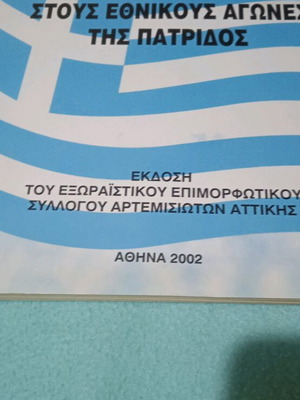 ΣΤΟΥΣ ΕΘΝΙΚΟΥΣ ΑΓΩΝΕΣ
ΤΗΣ ΠΑΤΡΙΔΟΣ
ΕΚΔΟΣΗ
ΤΟΥ ΕΞΩΡΑΪΣΤΙΚΟΥ ΕΠΙΜΟΡΦΩΤΙΚΟΥ
ΣΥΛΛΟΓΟΥ ΑΡΤΕΜΙΣΙΩΤΩΝ ΑΤΤΙΚΗΣ
ΑΘΗΝΑ 2002